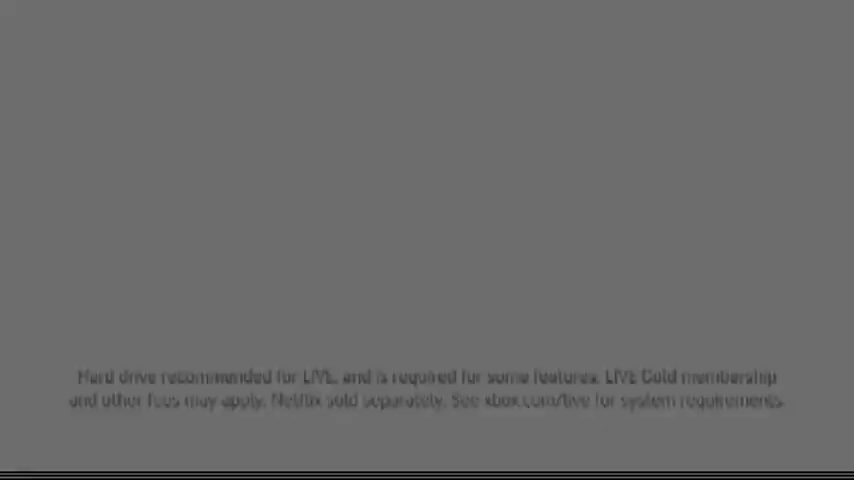 Hard drive recommended for LIVE, and is required for some features. LIVE Gold membership
and other fees may apply. Netflix sold separately. See xbox.com/live for system requirements.